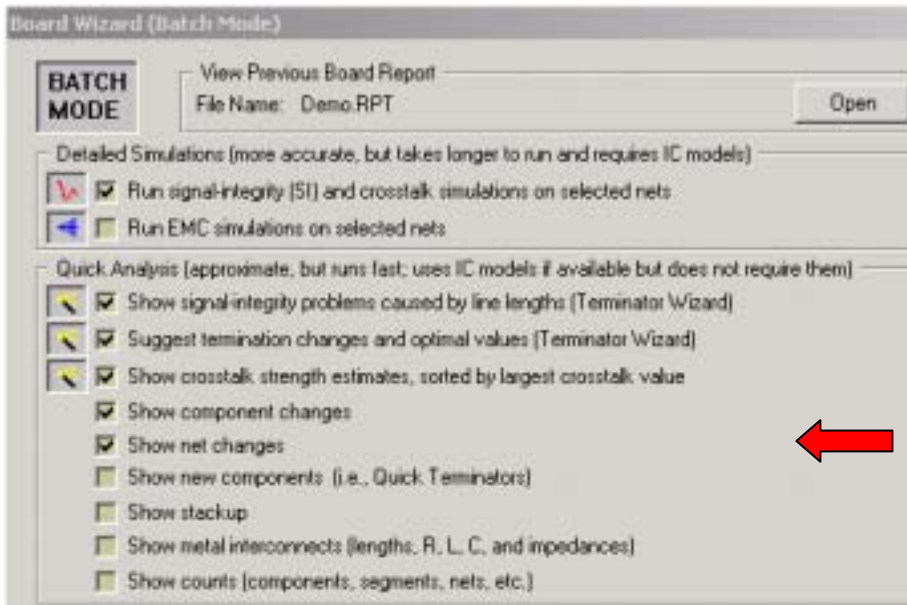 Board Wizard (Batch Mode)
BATCH
MODE
View Previous Board Report
File Name: Demo.RPT
Open
Detailed Simulations (more accurate, but takes longer to run and requires IC models)
Run signal-integrity (SI) and crosstalk simulations on selected nets
Run EMC simulations on selected nets
Quick Analysis (approximate, but runs fast; uses IC models if available but does not require them)
Show signal-integrity problems caused by line lengths (Terminator Wizard)
Suggest termination changes and optimal values (Terminator Wizard)
Show crosstalk strength estimates, sorted by largest crosstalk value
Show component changes
Show net changes
Show new components (i.e., Quick Terminators)
Show stackup
Show metal interconnects (lengths, R, L, C, and impedances)
Show counts (components, segments, nets, etc.)